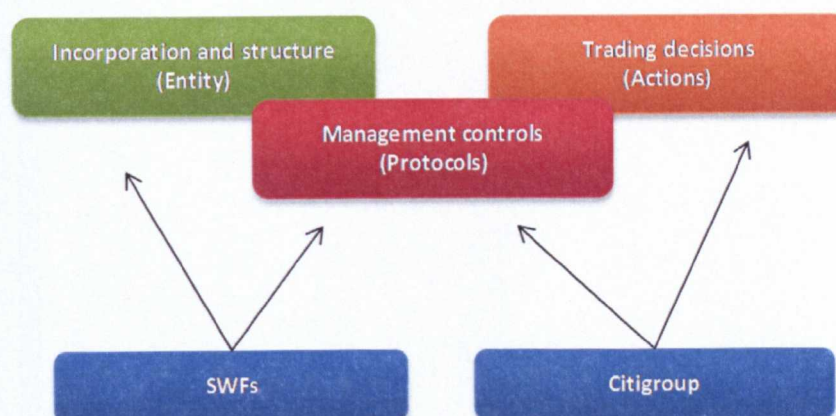 Incorporation and structure
(Entity)
Trading decisions
(Actions)
Management controls
(Protocols)
SWFs
Citigroup